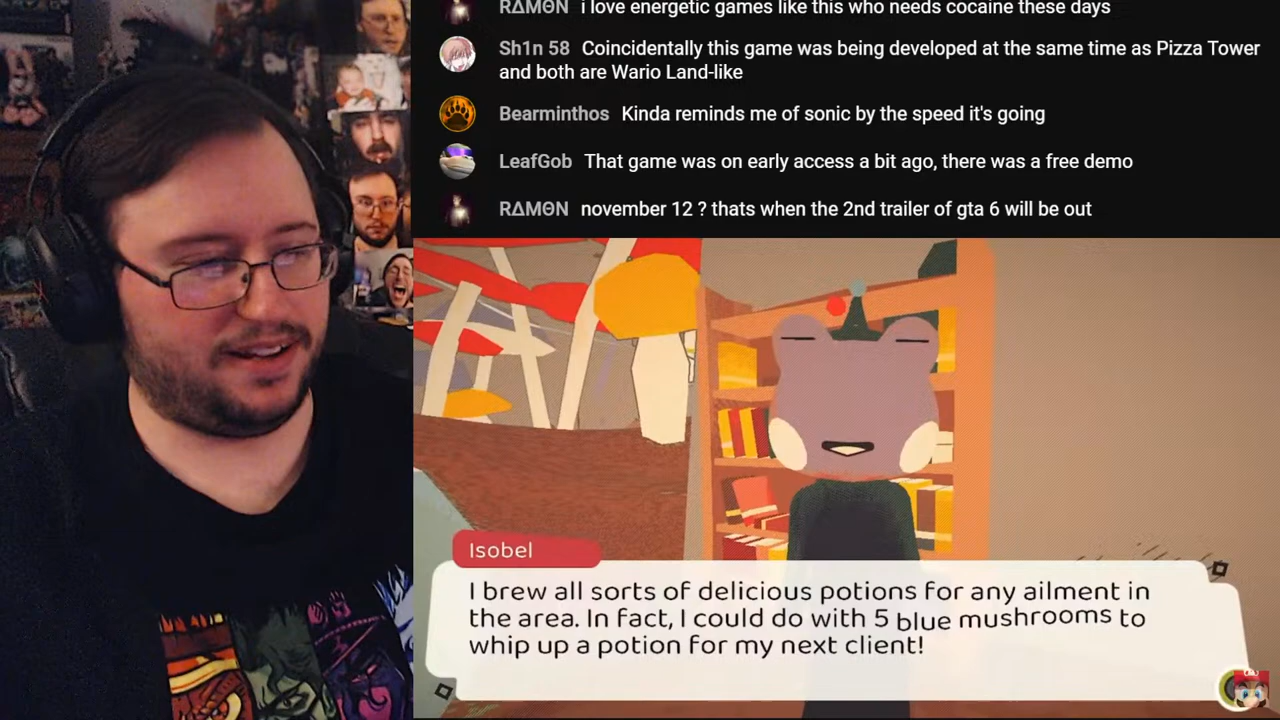 RΔMΘN i love energetic games like this who needs cocaine these days
Sh1n 58 Coincidentally this game was being developed at the same time as Pizza Tower
and both are Wario Land-like
Bearminthos Kinda reminds me of sonic by the speed it's going
LeafGob That game was on early access a bit ago, there was a free demo
RΔMΘN november 12 ? thats when the 2nd trailer of gta 6 will be out
Isobel
I brew all sorts of delicious potions for any ailment in
the area. In fact, I could do with 5 blue mushrooms to
whip up a potion for my next client!